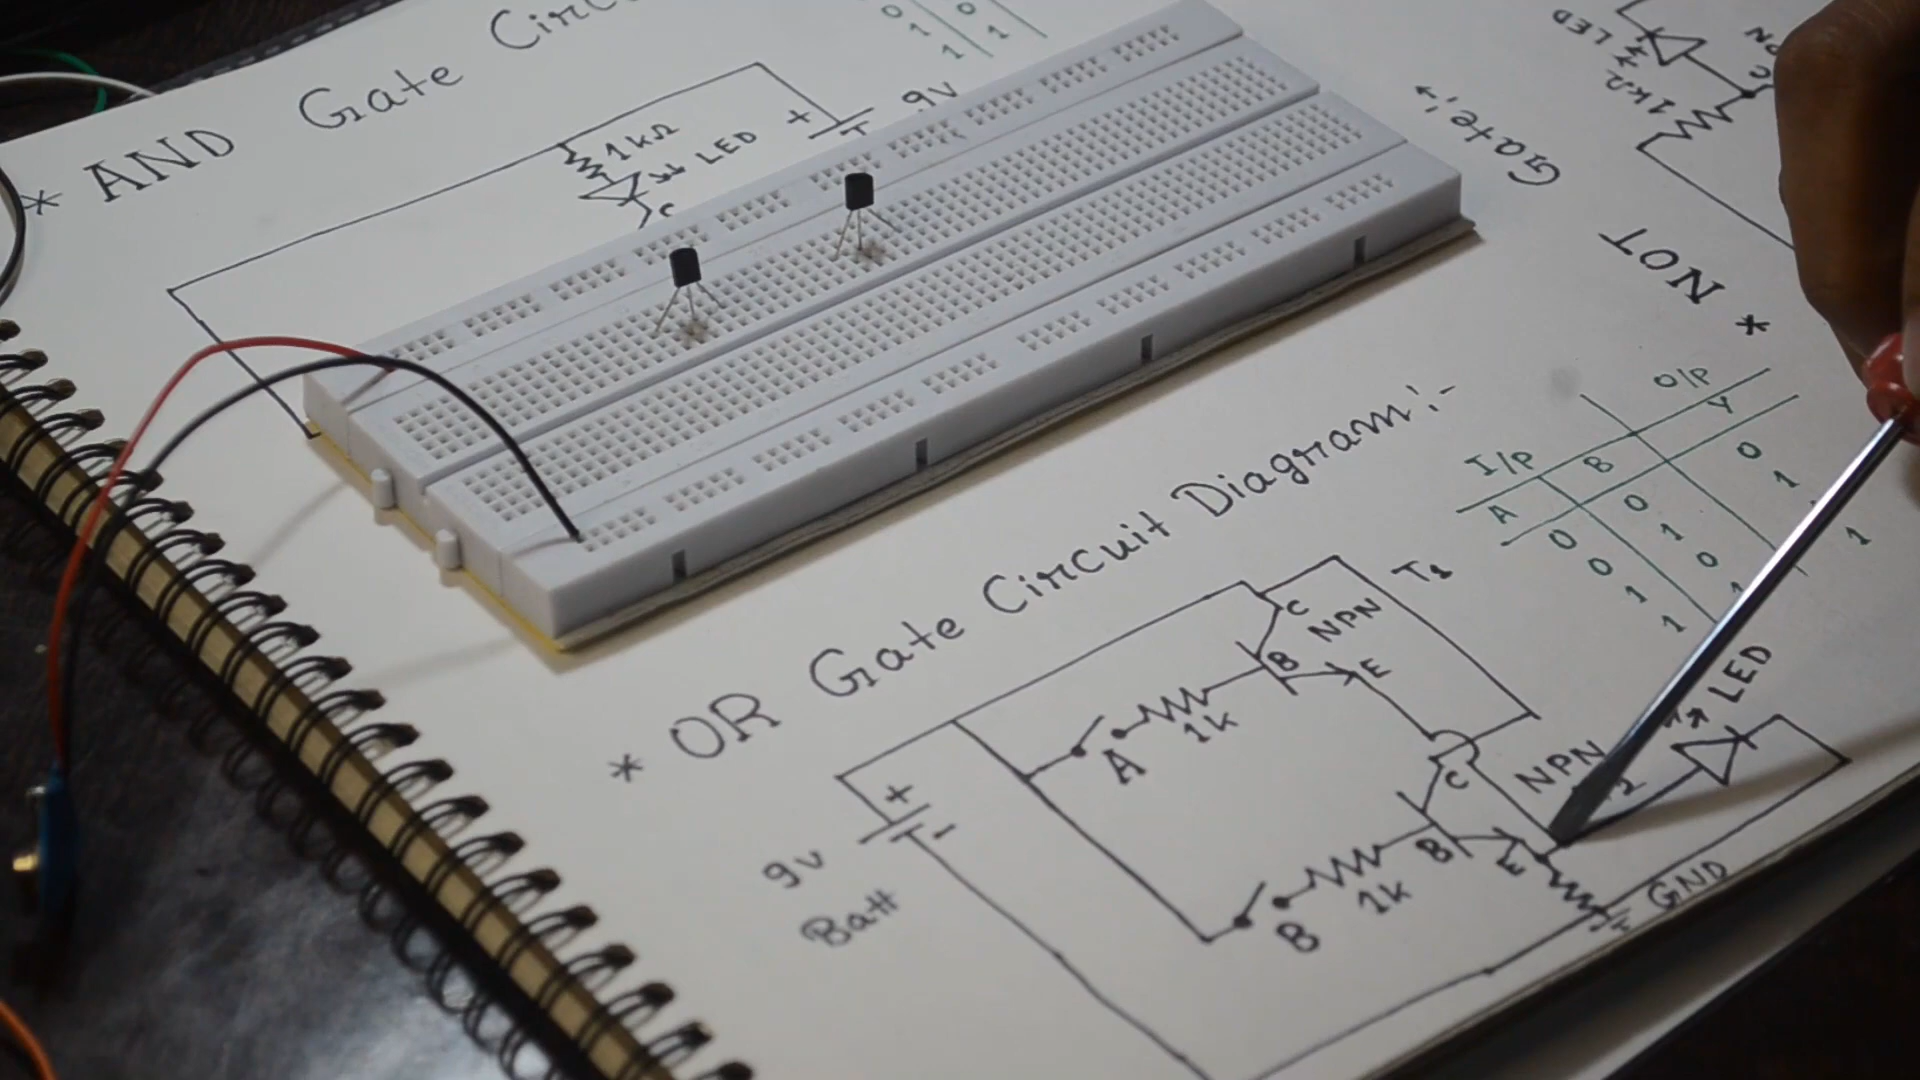 * AND Gate
0 0
1
1 1
1kΩ
LED
+
9V
C
LED
1kΩ
C
* NOT Gate:→
* OR Gate Circuit Diagram:-
I/P O/P
A B Y
0 0 0
0 1 1
1 0
1 1 1
T1
C
NPN
B
E
A
1k
+
-
9V
Batt
C
NPN
2
LED
B
E
B
1k
GND